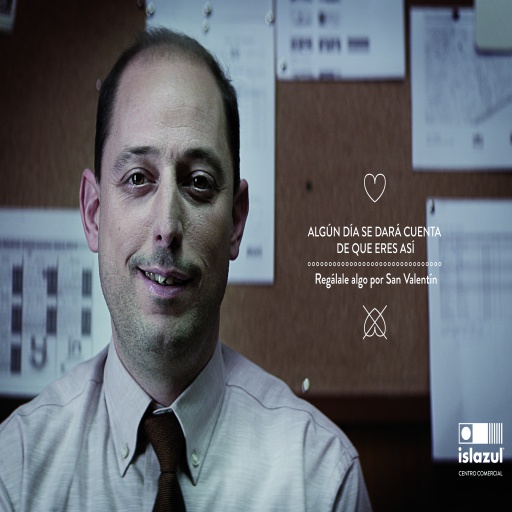 ALGÚN DÍA SE DARÁ CUENTA
DE QUE ERES ASÍ
Regálale algo por San Valentín
islazul
CENTRO COMERCIAL